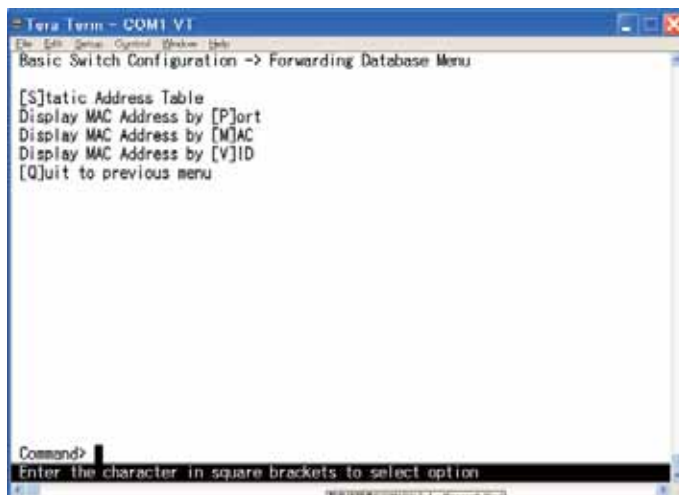 Tera Term - COM1 VT
File Edit Setup Control Window Help
Basic Switch Configuration -> Forwarding Database Menu
[S]tatic Address Table
Display MAC Address by [P]ort
Display MAC Address by [M]AC
Display MAC Address by [V]ID
[Q]uit to previous menu
Command>
Enter the character in square brackets to select option